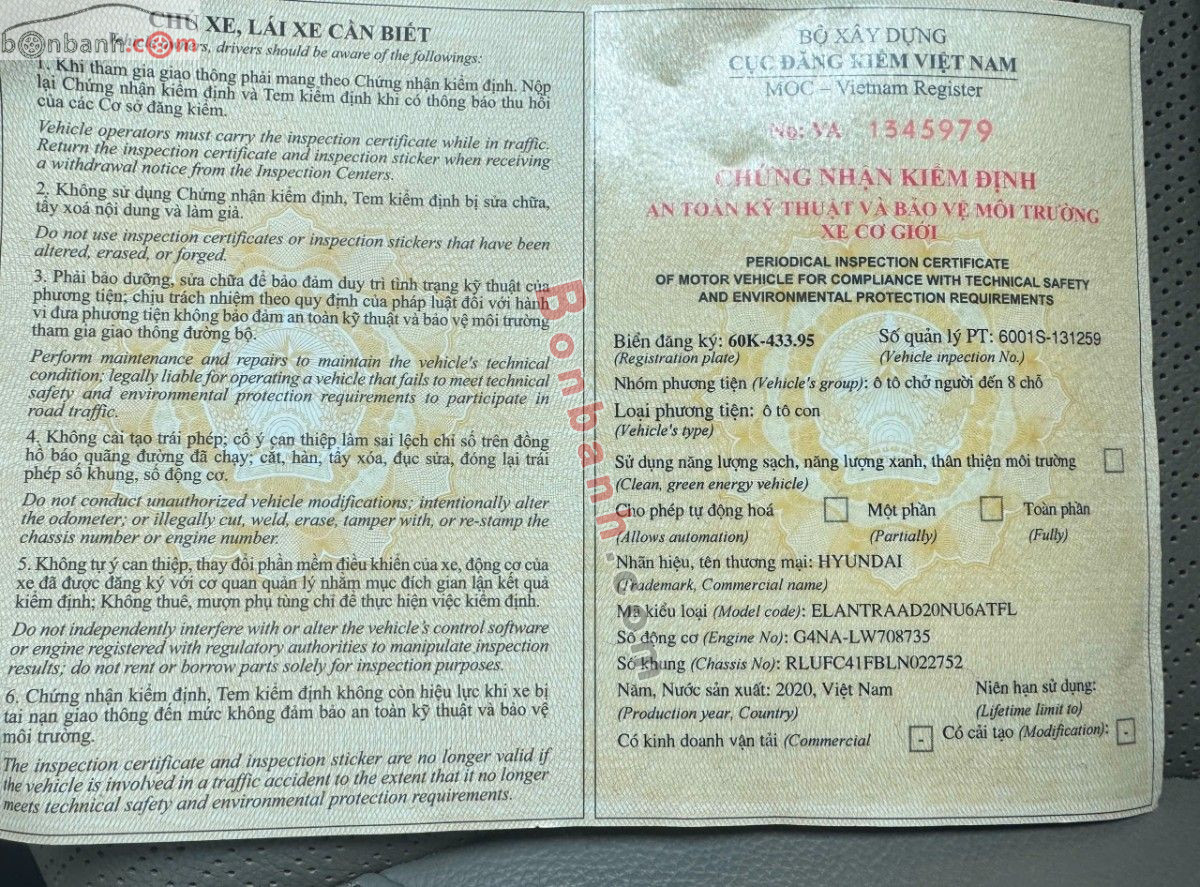 bonbanh.com
CHỦ XE, LÁI XE CẦN BIẾT
drivers should be aware of the followings:
1. Khi tham gia giao thông phải mang theo Chứng nhận kiểm định. Nộp
lại Chứng nhận kiểm định và Tem kiểm định khi có thông báo thu hồi
của các Cơ sở đăng kiểm.
Vehicle operators must carry the inspection certificate while in traffic.
Return the inspection certificate and inspection sticker when receiving
a withdrawal notice from the Inspection Centers.
2. Không sử dụng Chứng nhận kiểm định, Tem kiểm định bị sửa chữa,
tẩy xoá nội dung và làm giả.
Do not use inspection certificates or inspection stickers that have been
altered, erased, or forged.
3. Phải bảo dưỡng, sửa chữa để bảo đảm duy trì tình trạng kỹ thuật của
phương tiện; chịu trách nhiệm theo quy định của pháp luật đối với hành
vi đưa phương tiện không bảo đảm an toàn kỹ thuật và bảo vệ môi trường
tham gia giao thông đường bộ.
Perform maintenance and repairs to maintain the vehicle's technical
condition; legally liable for operating a vehicle that fails to meet technical
safety and environmental protection requirements to participate in
road traffic.
4. Không cải tạo trái phép; cố ý can thiệp làm sai lệch chỉ số trên đồng
hồ báo quãng đường đã chạy; cắt, hàn, tẩy xóa, đục sửa, đóng lại trái
phép số khung, số động cơ.
Do not conduct unauthorized vehicle modifications; intentionally alter
the odometer; or illegally cut, weld, erase, tamper with, or re-stamp the
chassis number or engine number.
5. Không tự ý can thiệp, thay đổi phần mềm điều khiển của xe, động cơ của
xe đã được đăng ký với cơ quan quản lý nhằm mục đích gian lận kết quả
kiểm định; Không thuê, mượn phụ tùng chỉ để thực hiện việc kiểm định.
Do not independently interfere with or alter the vehicle's control software
or engine registered with regulatory authorities to manipulate inspection
results; do not rent or borrow parts solely for inspection purposes.
6. Chứng nhận kiểm định, Tem kiểm định không còn hiệu lực khi xe bị
tai nạn giao thông đến mức không đảm bảo an toàn kỹ thuật và bảo vệ
môi trường.
The inspection certificate and inspection sticker are no longer valid if
the vehicle is involved in a traffic accident to the extent that it no longer
meets technical safety and environmental protection requirements.
BỘ XÂY DỰNG
CỤC ĐĂNG KIỂM VIỆT NAM
MOC – Vietnam Register
No: VA 1345979
CHỨNG NHẬN KIỂM ĐỊNH
AN TOÀN KỸ THUẬT VÀ BẢO VỆ MÔI TRƯỜNG
XE CƠ GIỚI
PERIODICAL INSPECTION CERTIFICATE
OF MOTOR VEHICLE FOR COMPLIANCE WITH TECHNICAL SAFETY
AND ENVIRONMENTAL PROTECTION REQUIREMENTS
Biển đăng ký: 60K-433.95 Số quản lý PT: 6001S-131259
(Registration plate) (Vehicle inpection No.)
Nhóm phương tiện (Vehicle's group): ô tô chở người đến 8 chỗ
Loại phương tiện: ô tô con
(Vehicle's type)
Sử dụng năng lượng sạch, năng lượng xanh, thân thiện môi trường
(Clean, green energy vehicle)
Cho phép tự động hoá Một phần Toàn phần
(Allows automation) (Partially) (Fully)
Nhãn hiệu, tên thương mại: HYUNDAI
(Trademark, Commercial name)
Mã kiểu loại (Model code): ELANTRAAD20NU6ATFL
Số động cơ (Engine No): G4NA-LW708735
Số khung (Chassis No): RLUFC41FBLN022752
Năm, Nước sản xuất: 2020, Việt Nam Niên hạn sử dụng:
(Production year, Country) (Lifetime limit to)
Có kinh doanh vận tải (Commercial - Có cải tạo (Modification): -
Bonbanh.com